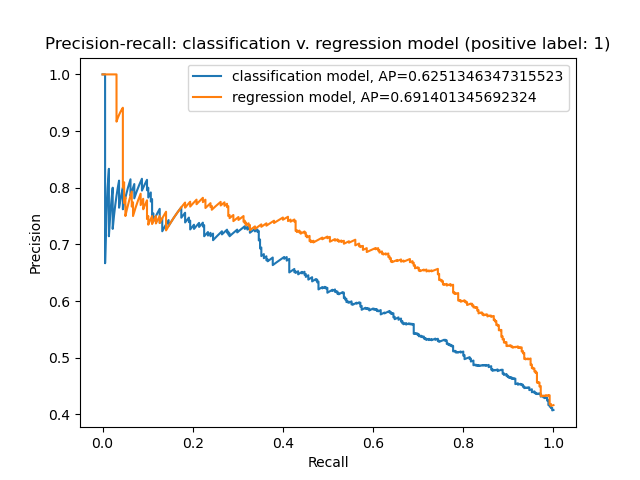 Precision-recall: classification v. regression model (positive label: 1)
classification model, AP=0.6251346347315523
regression model, AP=0.691401345692324
1.0
0.9
0.8
0.7
0.6
0.5
0.4
Precision
0.0 0.2 0.4 0.6 0.8 1.0
Recall